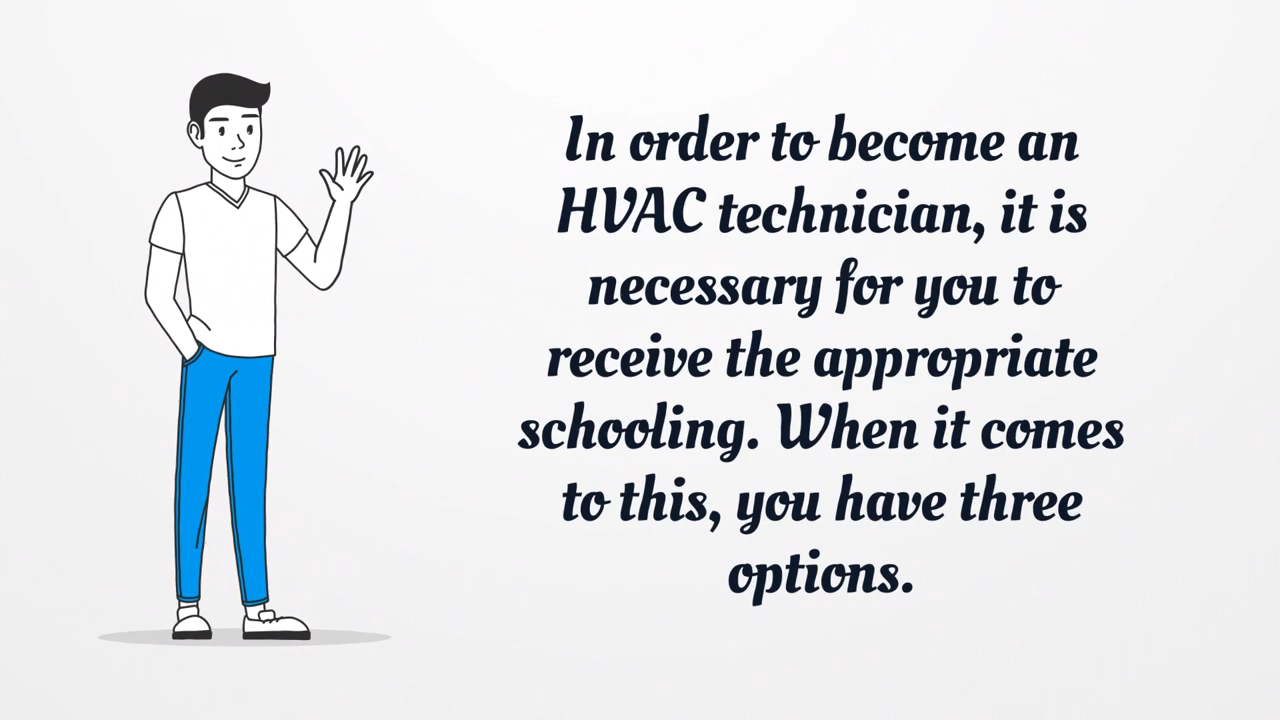 In order to become an
HVAC technician, it is
necessary for you to
receive the appropriate
schooling. When it comes
to this, you have three
options.